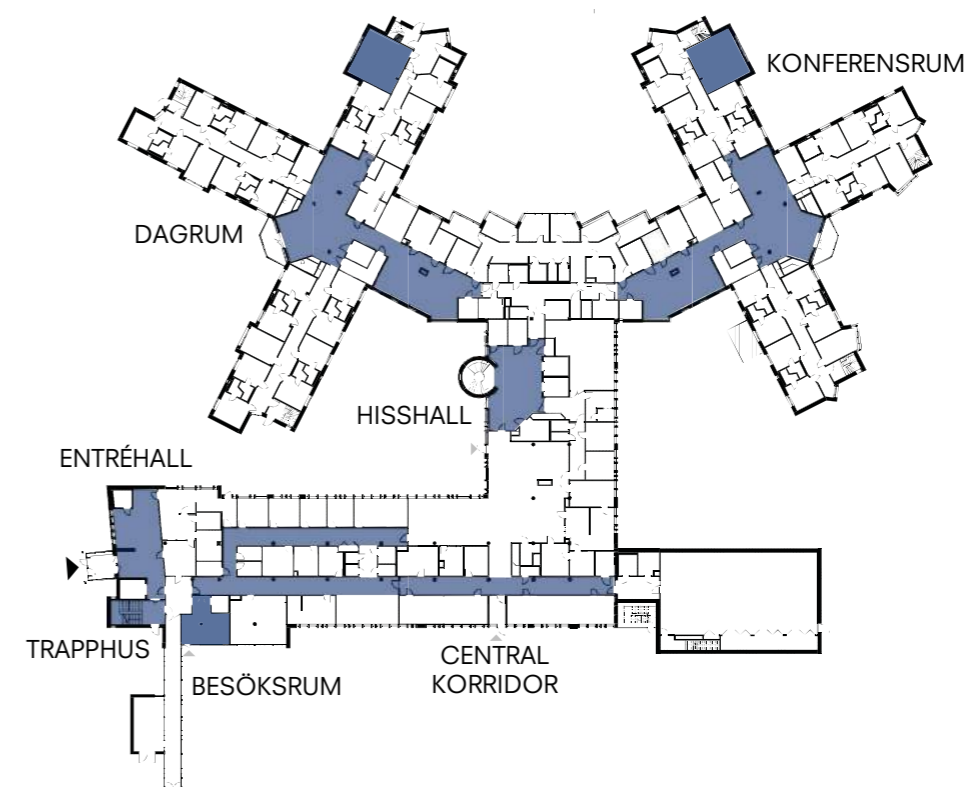 KONFERENSRUM
DAGRUM
HISSHALL
ENTRÉHALL
TRAPPHUS
BESÖKSRUM
CENTRAL
KORRIDOR